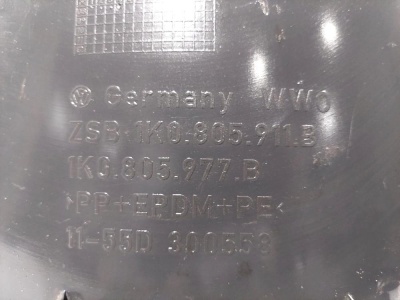 Germany WWO
ZSB 1K0.805.911.B
1K0.805.977.B
>PP+EPDM+PE<
11-55D 300553